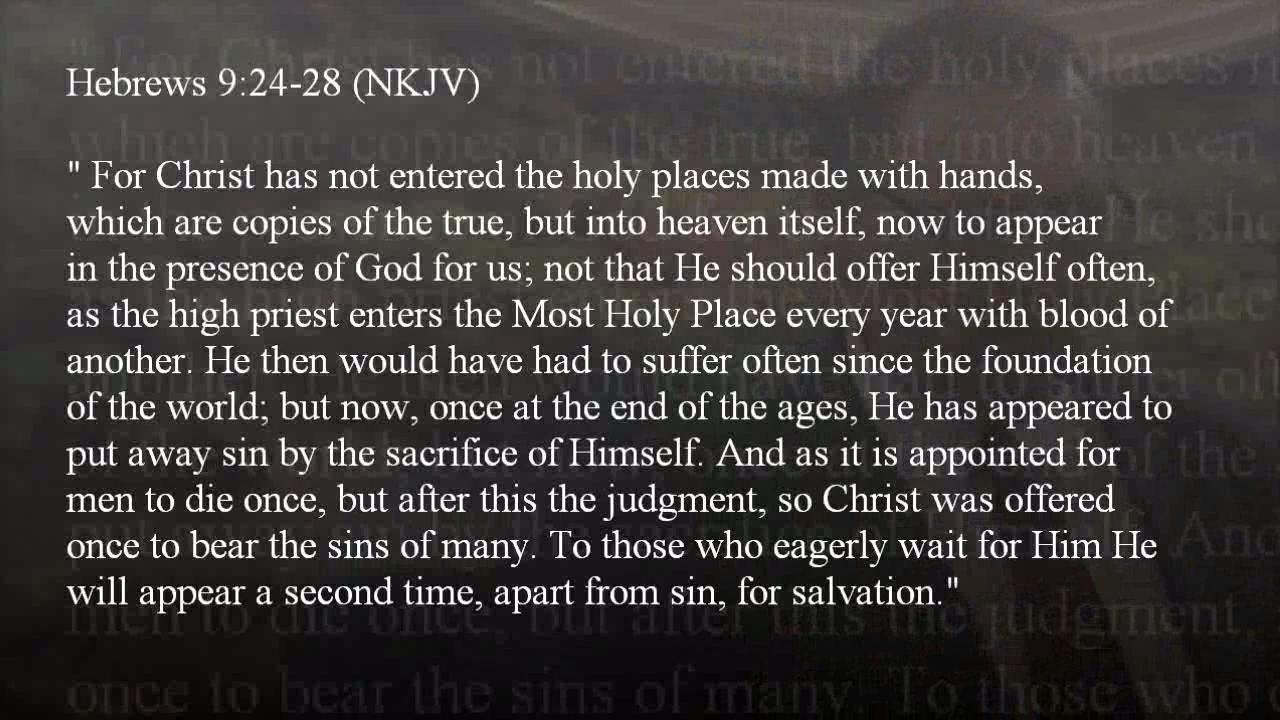 Hebrews 9:24-28 (NKJV)
" For Christ has not entered the holy places made with hands,
which are copies of the true, but into heaven itself, now to appear
in the presence of God for us; not that He should offer Himself often,
as the high priest enters the Most Holy Place every year with blood of
another. He then would have had to suffer often since the foundation
of the world; but now, once at the end of the ages, He has appeared to
put away sin by the sacrifice of Himself. And as it is appointed for
men to die once, but after this the judgment, so Christ was offered
once to bear the sins of many. To those who eagerly wait for Him He
will appear a second time, apart from sin, for salvation."